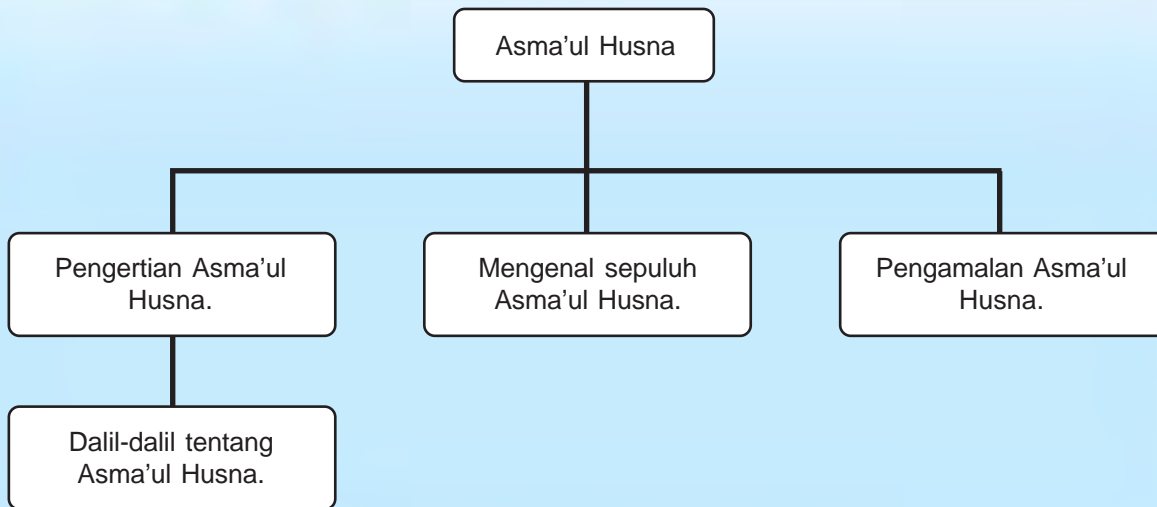 Asma’ul Husna
Pengertian Asma’ul
Husna.
Mengenal sepuluh
Asma’ul Husna.
Pengamalan Asma’ul
Husna.
Dalil-dalil tentang
Asma’ul Husna.